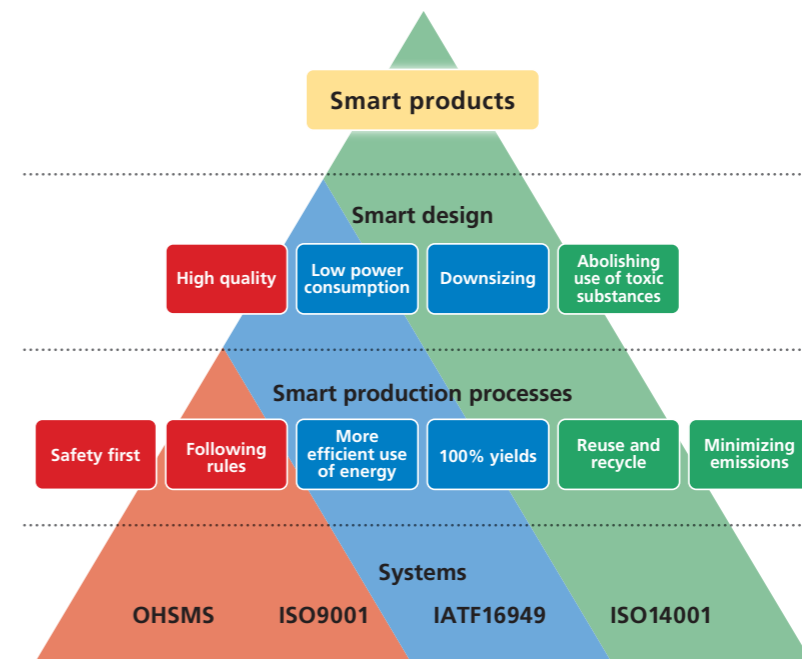 Smart products
Smart design
High quality
Low power
consumption
Downsizing
Abolishing
use of toxic
substances
Smart production processes
Safety first
Following
rules
More
efficient use
of energy
100% yields
Reuse and
recycle
Minimizing
emissions
Systems
OHSMS
ISO9001
IATF16949
ISO14001